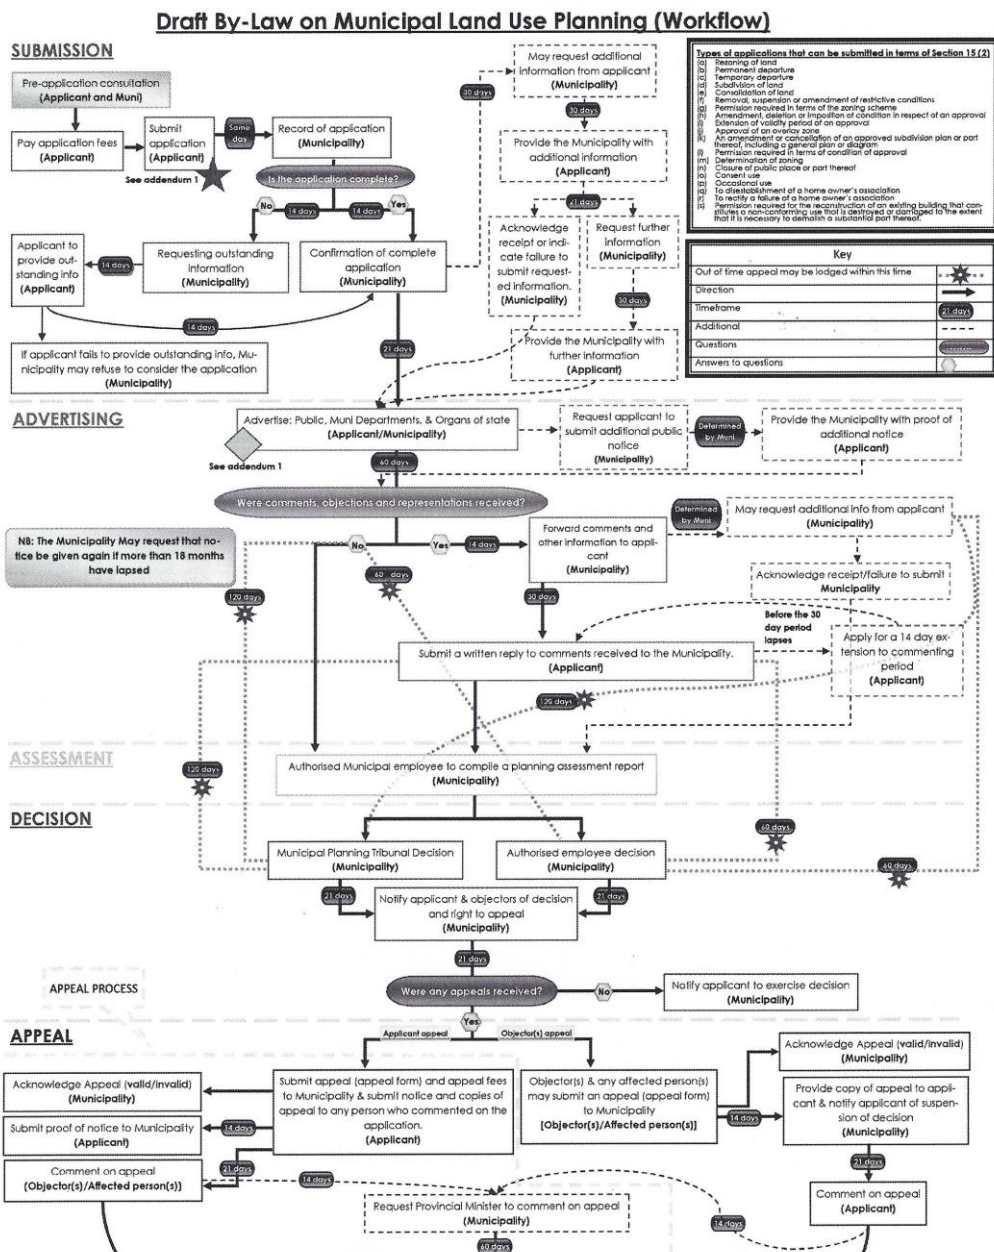 Draft By-Law on Municipal Land Use Planning (Workflow)
SUBMISSION
Pre-application consultation
(Applicant and Muni)
Pay application fees
(Applicant)
Submit
application
(Applicant)
See addendum 1
Same
day
Record of application
(Municipality)
Is the application complete?
No
14 days
14 days
Yes
Applicant to
provide out-
standing info
(Applicant)
14 days
Requesting outstanding
information
(Municipality)
Confirmation of complete
application
(Municipality)
14 days
If applicant fails to provide outstanding info, Mu-
nicipality may refuse to consider the application
(Municipality)
21 days
30 days
May request additional
information from applicant
(Municipality)
30 days
Provide the Municipality with
additional information
(Applicant)
21 days
Acknowledge
receipt or indi-
cate failure to
submit request-
ed information.
(Municipality)
Request further
information
(Municipality)
30 days
Provide the Municipality with
further information
(Applicant)
Types of applications that can be submitted in terms of Section 15 (2)
(a) Rezoning of land
(b) Permanent departure
(c) Temporary departure
(d) Subdivision of land
(e) Consolidation of land
(f) Removal, suspension or amendment of restrictive conditions
(g) Permission required in terms of the zoning scheme
(h) Amendment, deletion or imposition of condition in respect of an approval
(i) Extension of validity period of an approval
(j) Approval of an overlay zone
(k) An amendment or cancellation of an approved subdivision plan or part
thereof, including a general plan or diagram
(l) Permission required in terms of condition of approval
(m) Determination of zoning
(n) Closure of public place or part thereof
(o) Consent use
(p) Occasional use
(q) To disestablishment of a home owner's association
(r) To rectify a failure of a home owner's association
(s) Permission required for the reconstruction of an existing building that con-
stitutes a non-conforming use that is destroyed or damaged to the extent
that it is necessary to demolish a substantial part thereof.
Key
Out of time appeal may be lodged within this time
Direction
Timeframe
21 days
Additional
Questions
Answers to questions
ADVERTISING
Advertise: Public, Muni Departments, & Organs of state
(Applicant/Municipality)
See addendum 1
60 days
Request applicant to
submit additional public
notice
(Municipality)
Determined
by Muni
Provide the Municipality with proof of
additional notice
(Applicant)
Were comments, objections and representations received?
NB: The Municipality May request that no-
tice be given again if more than 18 months
have lapsed
No
Yes
14 days
Forward comments and
other information to appli-
cant
(Municipality)
Determined
by Muni
May request additional info from applicant
(Municipality)
Acknowledge receipt/failure to submit
Municipality
120 days
60 days
30 days
Before the 30
day period
lapses
Apply for a 14 day ex-
tension to commenting
period
(Applicant)
Submit a written reply to comments received to the Municipality.
(Applicant)
120 days
ASSESSMENT
120 days
Authorised Municipal employee to compile a planning assessment report
(Municipality)
DECISION
60 days
60 days
Municipal Planning Tribunal Decision
(Municipality)
Authorised employee decision
(Municipality)
21 days
21 days
Notify applicant & objectors of decision
and right to appeal
(Municipality)
21 days
APPEAL PROCESS
Were any appeals received?
No
Notify applicant to exercise decision
(Municipality)
Yes
APPEAL
Applicant appeal
Objector(s) appeal
Acknowledge Appeal (valid/invalid)
(Municipality)
Submit proof of notice to Municipality
(Applicant)
14 days
Comment on appeal
(Objector(s)/Affected person(s))
21 days
Submit appeal (appeal form) and appeal fees
to Municipality & submit notice and copies of
appeal to any person who commented on the
application.
(Applicant)
Objector(s) & any affected person(s)
may submit an appeal (appeal form)
to Municipality
[Objector(s)/Affected person(s)]
14 days
Acknowledge Appeal (valid/invalid)
(Municipality)
Provide copy of appeal to appli-
cant & notify applicant of suspen-
sion of decision
(Municipality)
21 days
Comment on appeal
(Applicant)
14 days
Request Provincial Minister to comment on appeal
(Municipality)
14 days
60 days